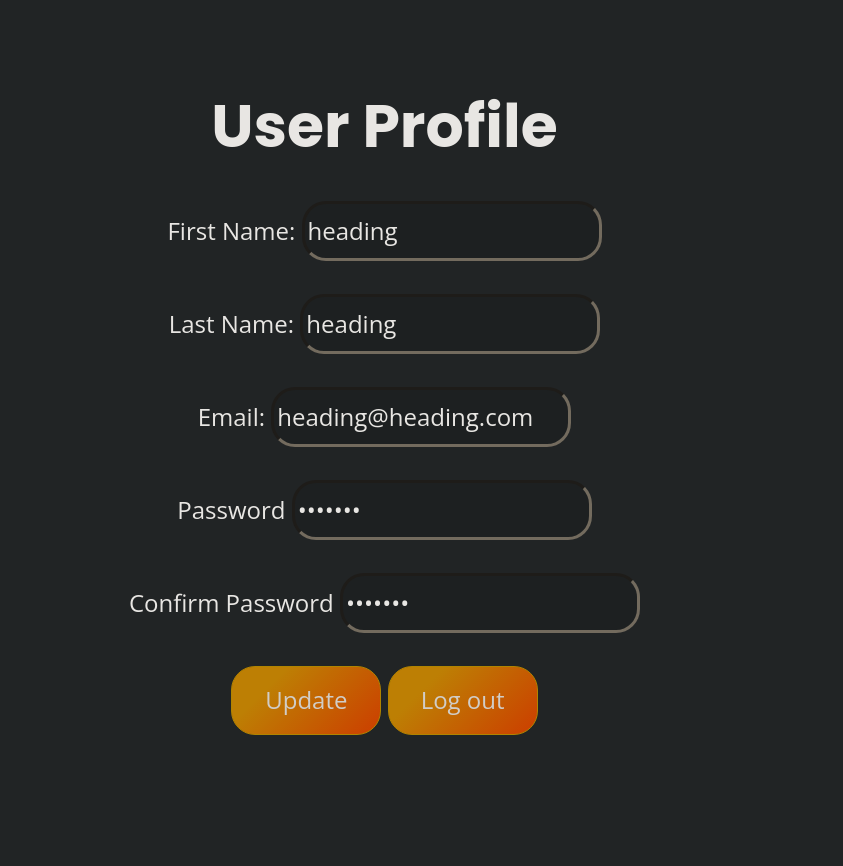 User Profile
First Name: heading
Last Name: heading
Email: heading@heading.com
Password •••••••
Confirm Password •••••••
Update Log out